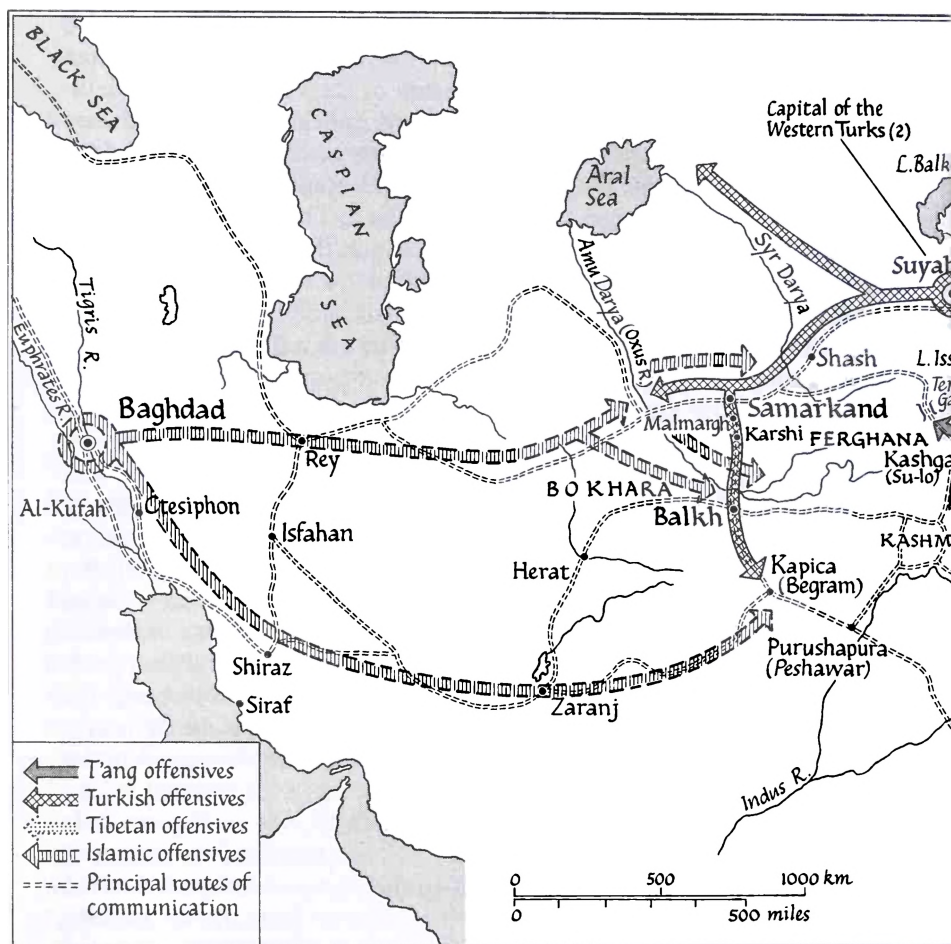 BLACK SEA
CASPIAN
SEA
Aral
Sea
Capital of the
Western Turks (2)
L. Balk
Suyab
Amu Darya (Oxus R.)
Syr Darya
Tigris R.
Euphrates R.
Shash
L. Iss
Baghdad
Samarkand
Malmargh
Karshi
FERGHANA
Kashga
(Su-lo)
Rey
Al-Kufah
Ctesiphon
BOKHARA
Balkh
Isfahan
Herat
KASHM
Kapica
(Begram)
Shiraz
Purushapura
(Peshawar)
Siraf
Zaranj
Indus R.
T'ang offensives
Turkish offensives
Tibetan offensives
Islamic offensives
Principal routes of
communication
0 500 1000 km
0 500 miles